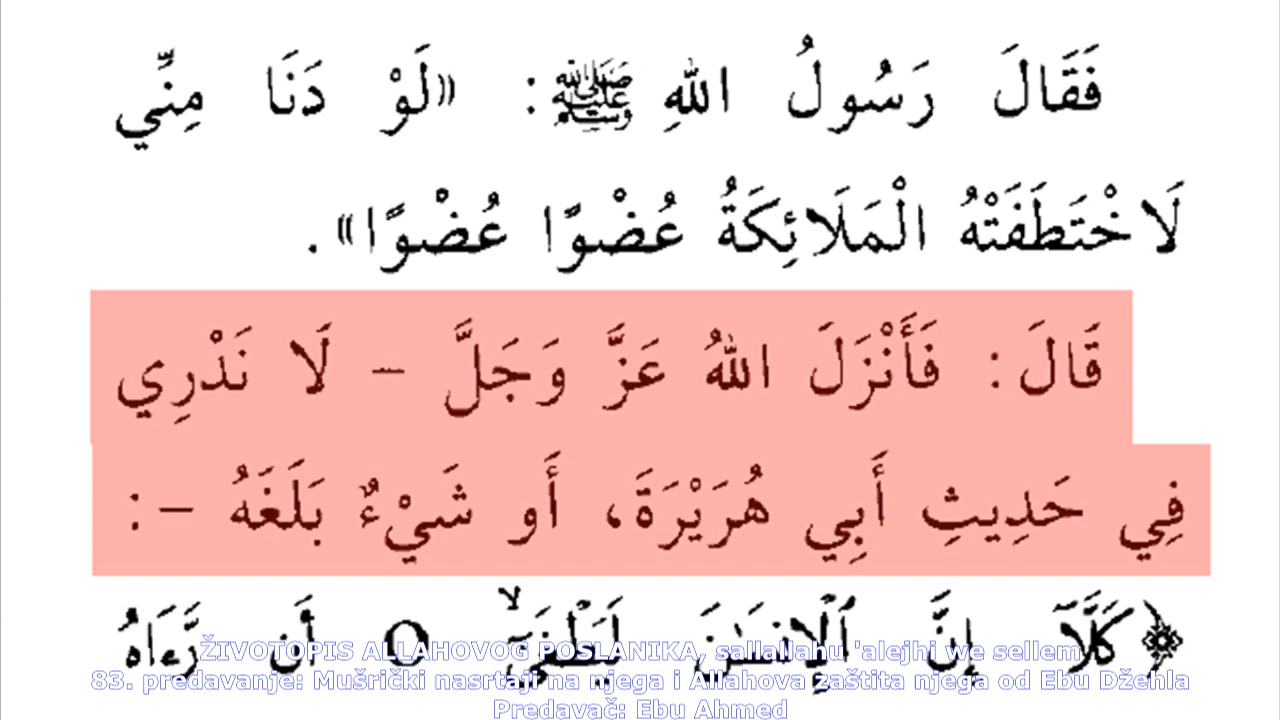 فَقَالَ رَسُولُ اللهِ ﷺ: «لَوْ دَنَا مِنِّي
لَاخْتَطَفَتْهُ الْمَلَائِكَةُ عُضْوًا عُضْوًا».
قَالَ: فَأَنْزَلَ اللهُ عَزَّ وَجَلَّ – لَا نَدْرِي
فِي حَدِيثِ أَبِي هُرَيْرَةَ، أَو شَيْءٌ بَلَغَهُ –:
﴿كَلَّآ إِنَّ ٱلْإِنسَـٰنَ لَيَطْغَىٰٓ ۙ O أَن رَّءَاهُ
ŽIVOTOPIS ALLAHOVOG POSLANIKA, sallallahu 'alejhi we sellem
83. predavanje: Mušrički nasrtaji na njega i Allahova zaštita njega od Ebu Džehla
Predavač: Ebu Ahmed